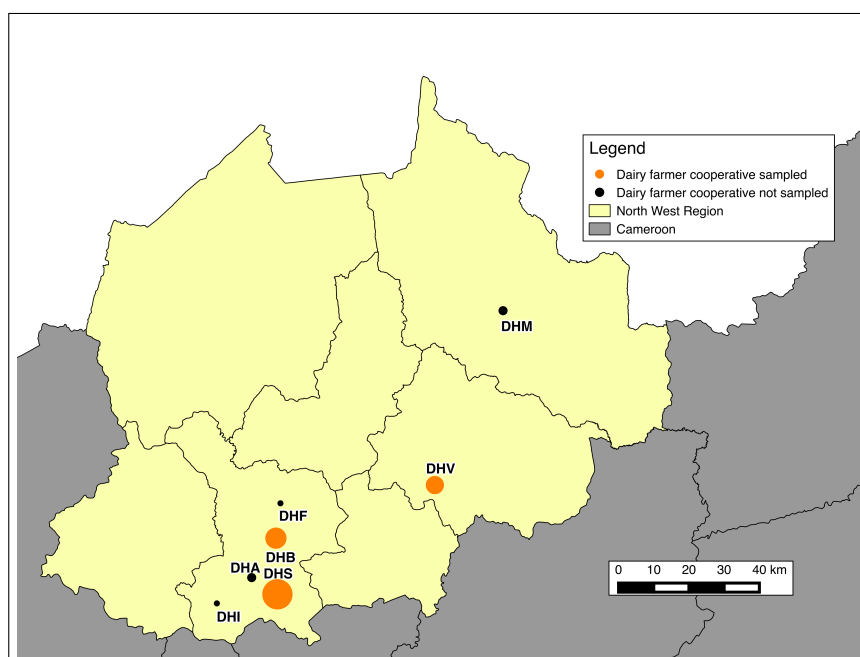 Legend
Dairy farmer cooperative sampled
Dairy farmer cooperative not sampled
North West Region
Cameroon
DHM
DHV
DHF
DHB
DHA
DHS
DHI
0 10 20 30 40 km